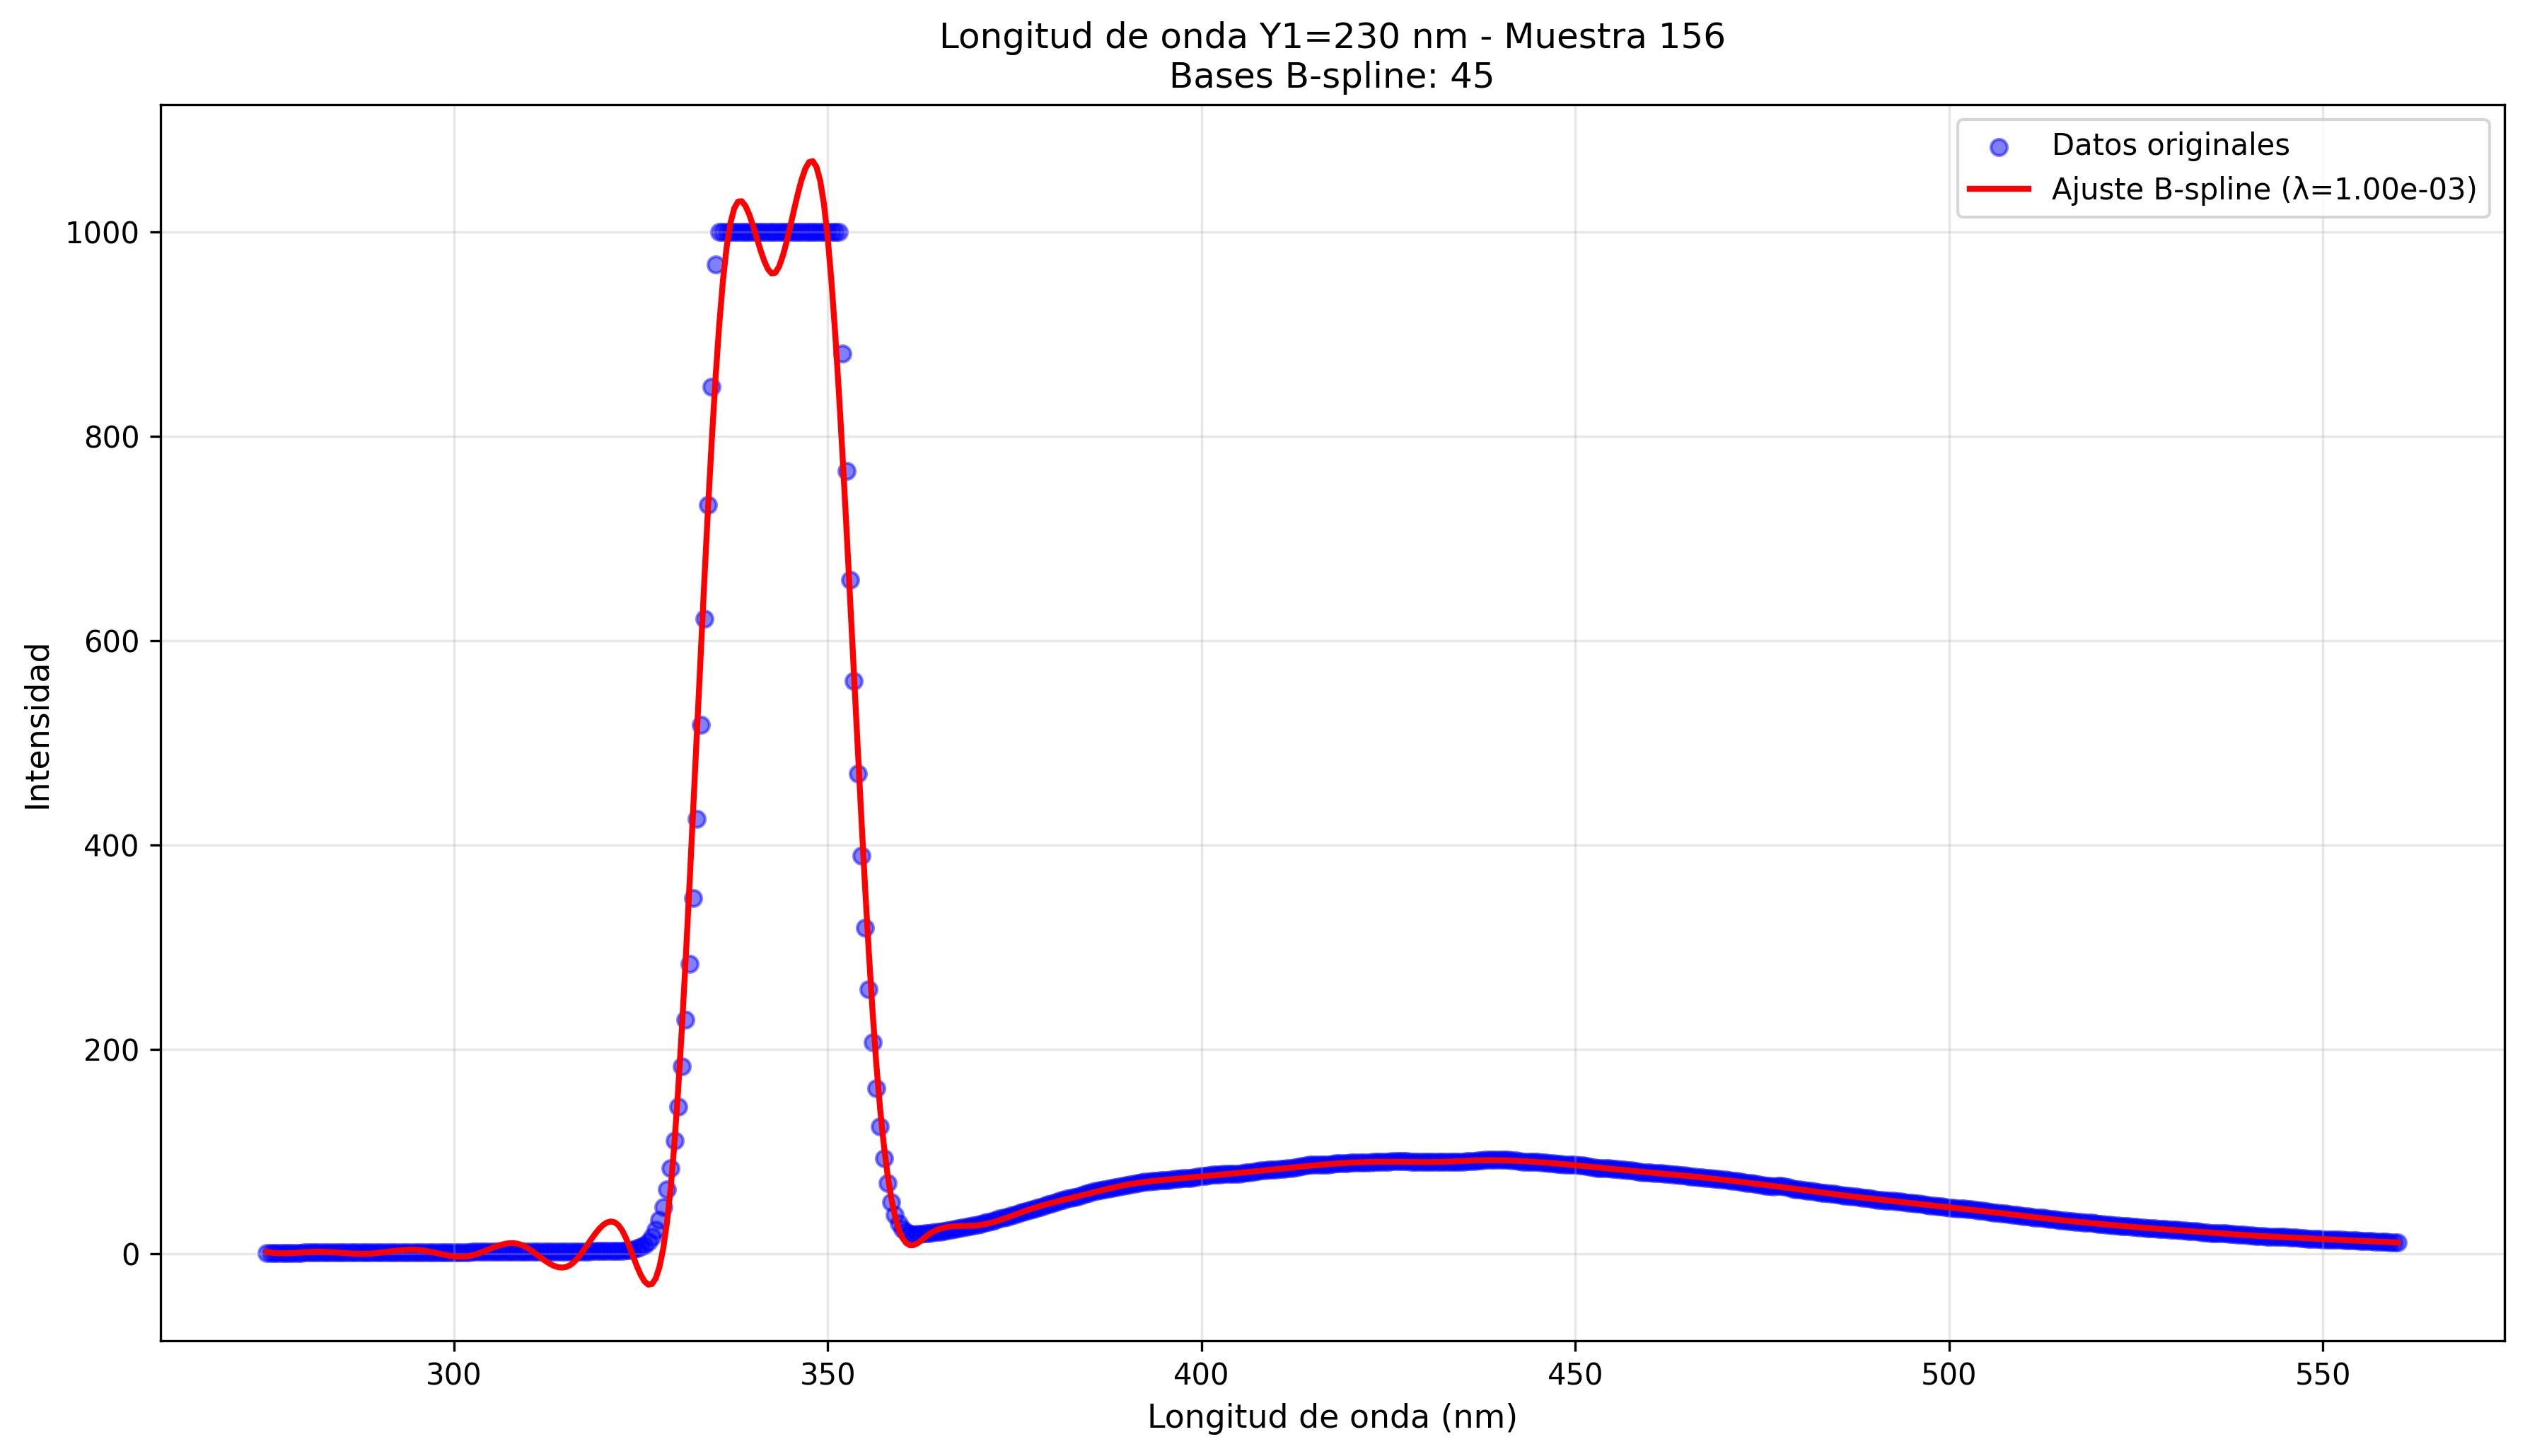 Longitud de onda Y1=230 nm - Muestra 156
Bases B-spline: 45
Datos originales
Ajuste B-spline (λ=1.00e-03)
Intensidad
1000
800
600
400
200
0
300 350 400 450 500 550
Longitud de onda (nm)